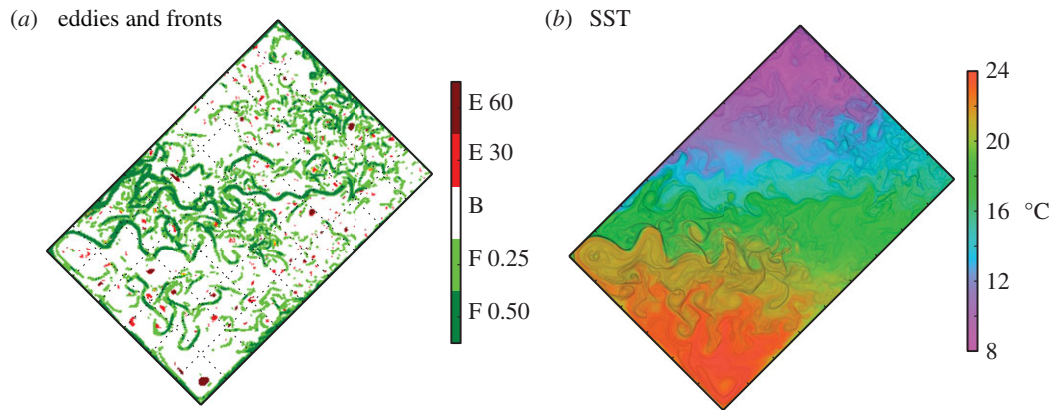 (a) eddies and fronts
E 60
E 30
B
F 0.25
F 0.50
(b) SST
24
20
16
12
8
°C